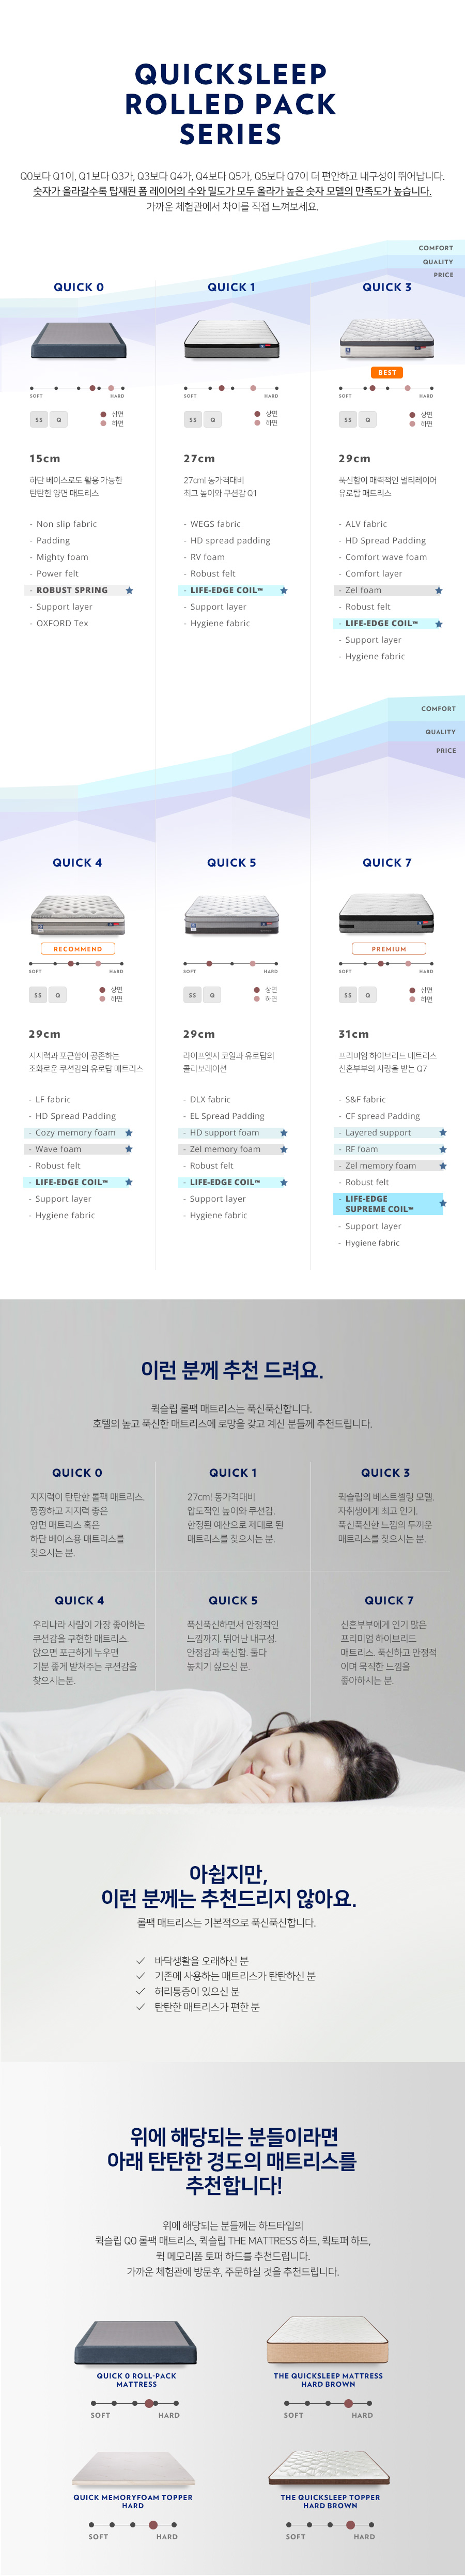 QUICKSLEEP
ROLLED PACK
SERIES
Q0보다 Q1이, Q1보다 Q3가, Q3보다 Q4가, Q4보다 Q5가, Q5보다 Q7이 더 편안하고 내구성이 뛰어납니다.
숫자가 올라갈수록 탑재된 폼 레이어의 수와 밀도가 모두 올라가 높은 숫자 모델의 만족도가 높습니다.
가까운 체험관에서 차이를 직접 느껴보세요.
COMFORT
QUALITY
PRICE
QUICK 0
SOFT HARD
SS Q
상면
하면
15cm
하단 베이스로도 활용 가능한
탄탄한 양면 매트리스
- Non slip fabric
- Padding
- Mighty foam
- Power felt
- ROBUST SPRING
- Support layer
- OXFORD Tex
QUICK 1
SOFT HARD
SS Q
상면
하면
27cm
27cm! 동가격대비
최고 높이와 쿠션감 Q1
- WEGS fabric
- HD spread padding
- RV foam
- Robust felt
- LIFE-EDGE COIL™
- Support layer
- Hygiene fabric
QUICK 3
BEST
SOFT HARD
SS Q
상면
하면
29cm
푹신함이 매력적인 멀티레이어
유로탑 매트리스
- ALV fabric
- HD Spread Padding
- Comfort wave foam
- Comfort layer
- Zel foam
- Robust felt
- LIFE-EDGE COIL™
- Support layer
- Hygiene fabric
COMFORT
QUALITY
PRICE
QUICK 4
RECOMMEND
SOFT HARD
SS Q
상면
하면
29cm
지지력과 포근함이 공존하는
조화로운 쿠션감의 유로탑 매트리스
- LF fabric
- HD Spread Padding
- Cozy memory foam
- Wave foam
- Robust felt
- LIFE-EDGE COIL™
- Support layer
- Hygiene fabric
QUICK 5
SOFT HARD
SS Q
상면
하면
29cm
라이프엣지 코일과 유로탑의
콜라보레이션
- DLX fabric
- EL Spread Padding
- HD support foam
- Zel memory foam
- Robust felt
- LIFE-EDGE COIL™
- Support layer
- Hygiene fabric
QUICK 7
PREMIUM
SOFT HARD
SS Q
상면
하면
31cm
프리미엄 하이브리드 매트리스
신혼부부의 사랑을 받는 Q7
- S&F fabric
- CF spread Padding
- Layered support
- RF foam
- Zel memory foam
- Robust felt
- LIFE-EDGE
SUPREME COIL™
- Support layer
- Hygiene fabric
이런 분께 추천 드려요.
퀵슬립 롤팩 매트리스는 푹신푹신합니다.
호텔의 높고 푹신한 매트리스에 로망을 갖고 계신 분들께 추천드립니다.
QUICK 0
지지력이 탄탄한 롤팩 매트리스.
짱짱하고 지지력 좋은
양면 매트리스 혹은
하단 베이스용 매트리스를
찾으시는 분.
QUICK 1
27cm! 동가격대비
압도적인 높이와 쿠션감.
한정된 예산으로 제대로 된
매트리스를 찾으시는 분.
QUICK 3
퀵슬립의 베스트셀링 모델.
자취생에게 최고 인기.
푹신푹신한 느낌의 두꺼운
매트리스를 찾으시는 분.
QUICK 4
우리나라 사람이 가장 좋아하는
쿠션감을 구현한 매트리스.
앉으면 포근하게 누우면
기분 좋게 받쳐주는 쿠션감을
찾으시는분.
QUICK 5
푹신푹신하면서 안정적인
느낌까지. 뛰어난 내구성.
안정감과 푹신함. 둘다
놓치기 싫으신 분.
QUICK 7
신혼부부에게 인기 많은
프리미엄 하이브리드
매트리스. 푹신하고 안정적
이며 묵직한 느낌을
좋아하시는 분.
아쉽지만,
이런 분께는 추천드리지 않아요.
롤팩 매트리스는 기본적으로 푹신푹신합니다.
✓ 바닥생활을 오래하신 분
✓ 기존에 사용하는 매트리스가 탄탄하신 분
✓ 허리통증이 있으신 분
✓ 탄탄한 매트리스가 편한 분
위에 해당되는 분들이라면
아래 탄탄한 경도의 매트리스를
추천합니다!
위에 해당되는 분들께는 하드타입의
퀵슬립 Q0 롤팩 매트리스, 퀵슬립 THE MATTRESS 하드, 퀵토퍼 하드,
퀵 메모리폼 토퍼 하드를 추천드립니다.
가까운 체험관에 방문후, 주문하실 것을 추천드립니다.
QUICK 0 ROLL-PACK
MATTRESS
SOFT HARD
THE QUICKSLEEP MATTRESS
HARD BROWN
SOFT HARD
QUICK MEMORYFOAM TOPPER
HARD
SOFT HARD
THE QUICKSLEEP TOPPER
HARD BROWN
SOFT HARD